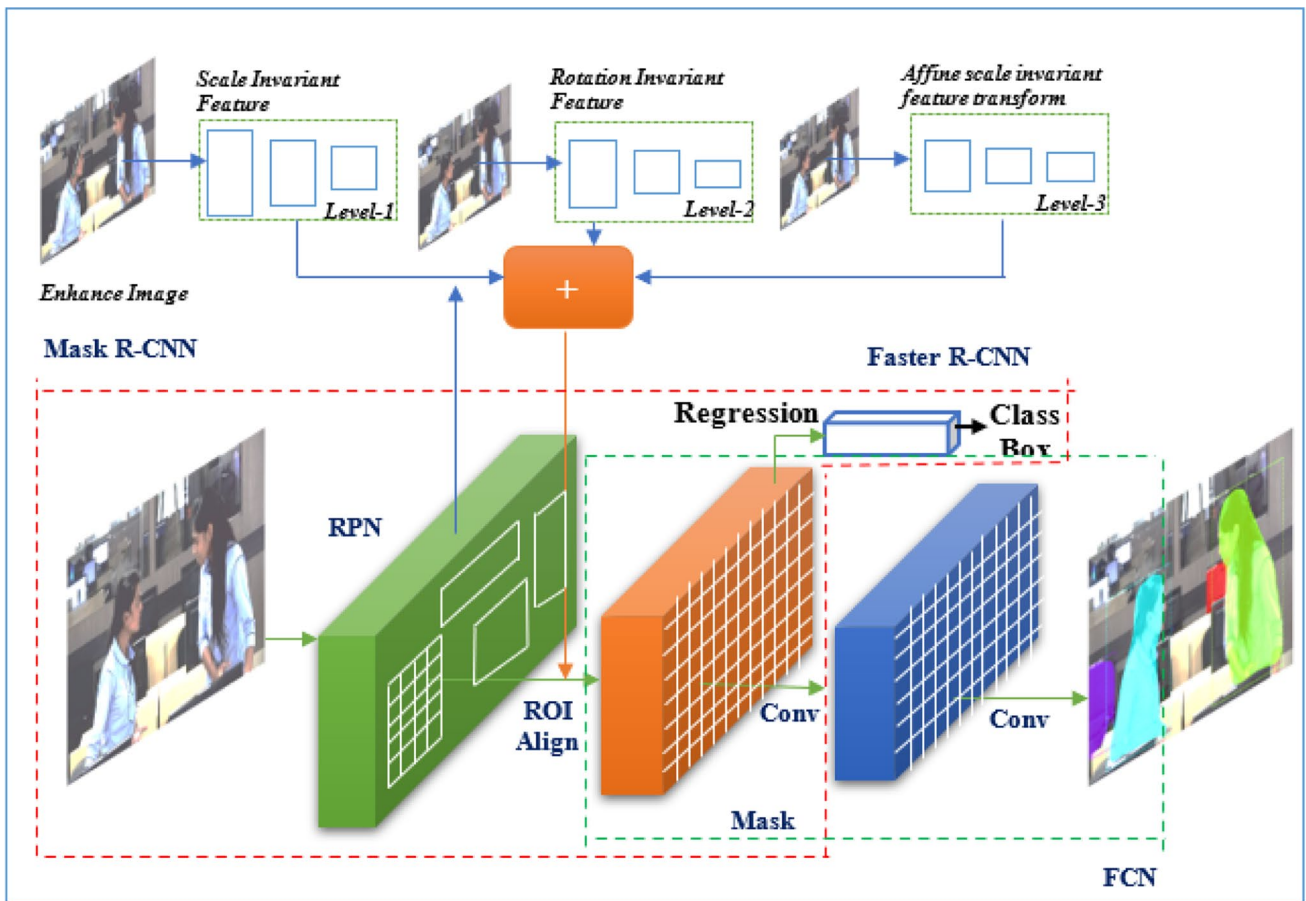 Scale Invariant
Feature
Level-1
Rotation Invariant
Feature
Level-2
Affine scale invariant
feature transform
Level-3
Enhance Image
+
Mask R-CNN
Faster R-CNN
Regression
Class
Box
RPN
ROI
Align
Conv
Conv
Mask
FCN